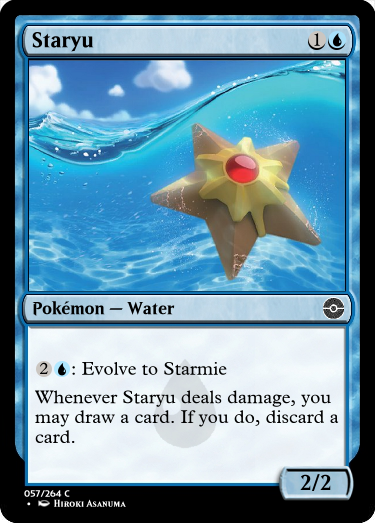 Staryu 1
Pokémon — Water
2 : Evolve to Starmie
Whenever Staryu deals damage, you
may draw a card. If you do, discard a
card.
2/2
057/264 C
• Hiroki Asanuma